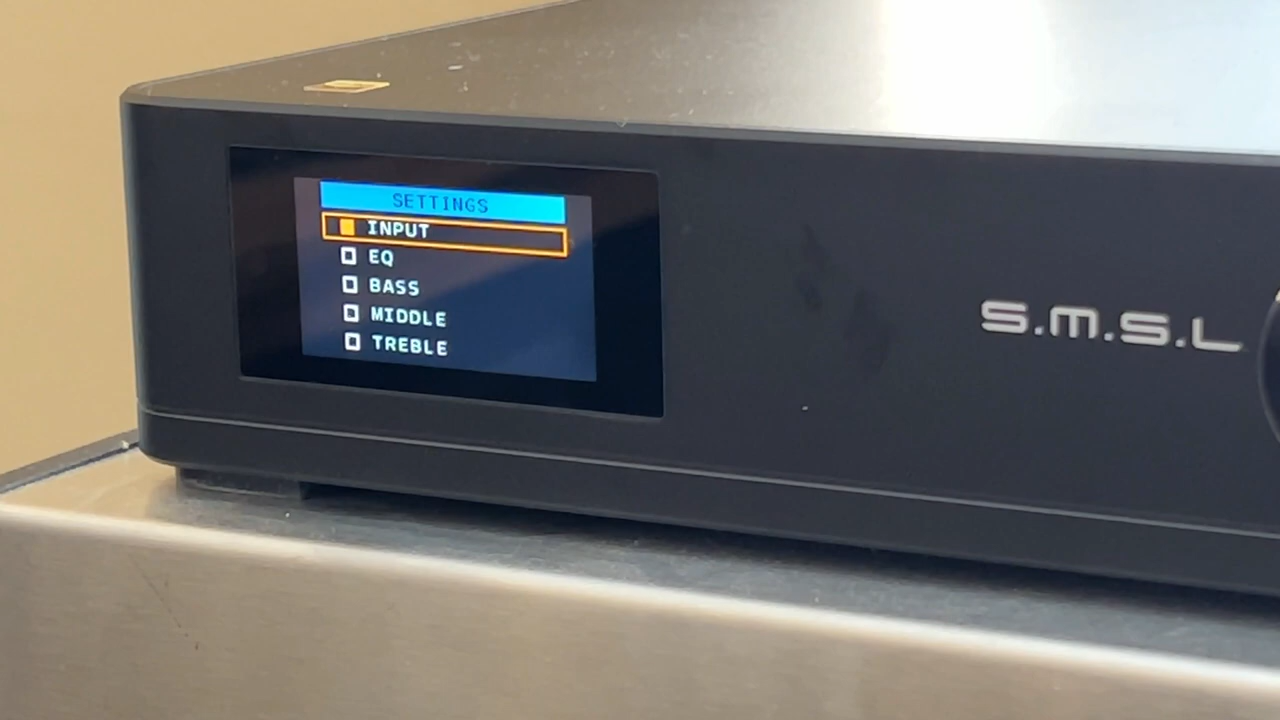 SETTINGS
INPUT
EQ
BASS
MIDDLE
TREBLE
S.M.S.L